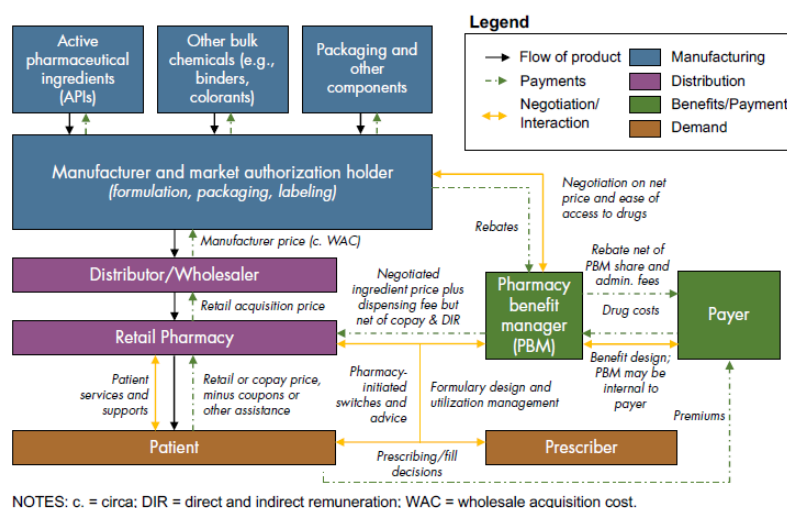 Active
pharmaceutical
ingredients
(APIs)
Other bulk
chemicals (e.g.,
binders,
colorants)
Packaging and
other
components
Legend
Flow of product
Payments
Negotiation/
Interaction
Manufacturing
Distribution
Benefits/Payment
Demand
Manufacturer and market authorization holder
(formulation, packaging, labeling)
Negotiation on net
price and ease of
access to drugs
Rebates
Manufacturer price (c. WAC)
Distributor/Wholesaler
Retail acquisition price
Retail Pharmacy
Negotiated
ingredient price plus
dispensing fee but
net of copay & DIR
Pharmacy
benefit
manager
(PBM)
Rebate net of
PBM share and
admin. fees
Drug costs
Payer
Benefit design;
PBM may be
internal to
payer
Patient
services and
supports
Retail or copay price,
minus coupons or
other assistance
Pharmacy-
initiated
switches and
advice
Formulary design and
utilization management
Premiums
Patient
Prescribing/fill
decisions
Prescriber
NOTES: c. = circa; DIR = direct and indirect remuneration; WAC = wholesale acquisition cost.